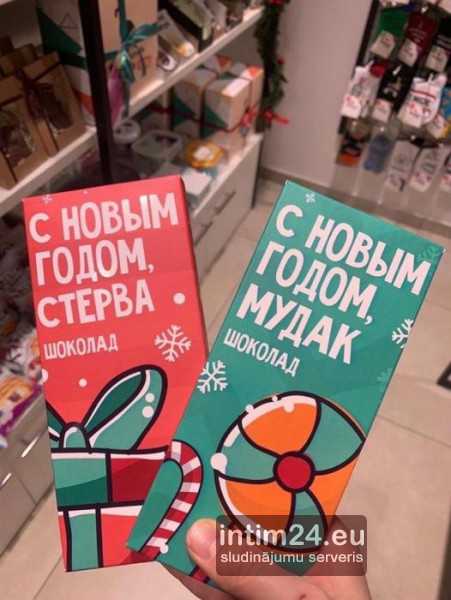 С НОВЫМ
ГОДОМ,
СТЕРВА
ШОКОЛАД
С НОВЫМ
ГОДОМ,
МУДАК
ШОКОЛАД
intim24.eu
sludinājumu serveris